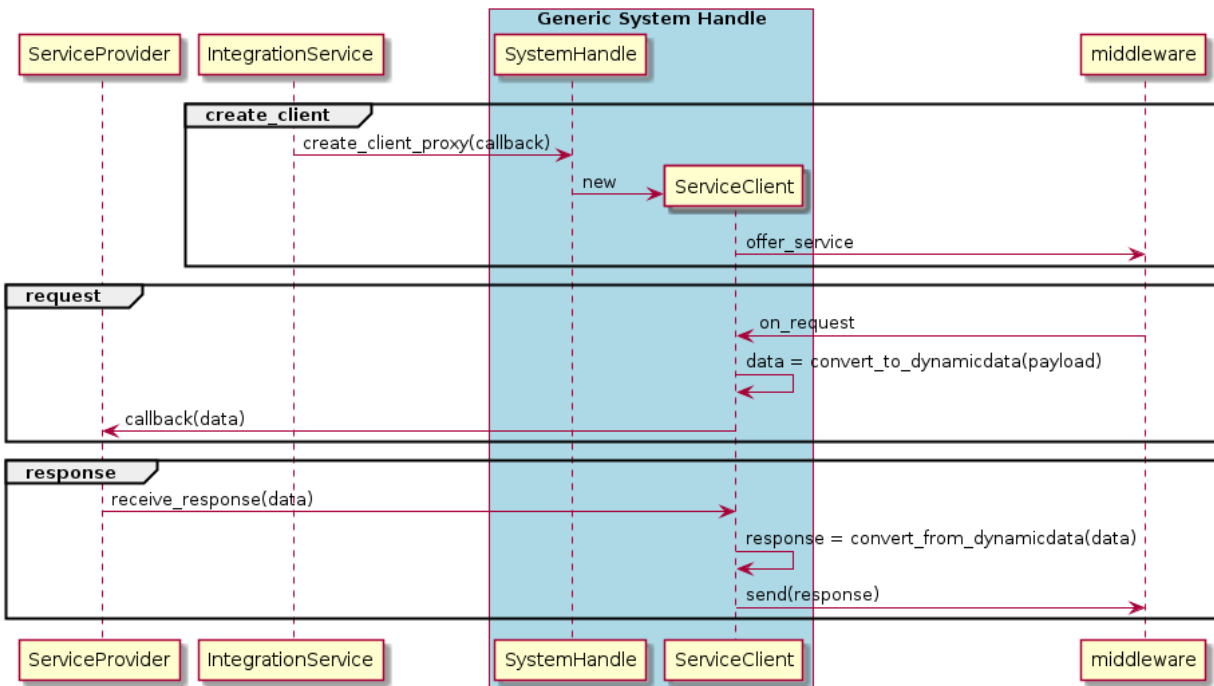 Generic System Handle
ServiceProvider
IntegrationService
SystemHandle
middleware
create_client
create_client_proxy(callback)
new
ServiceClient
offer_service
request
on_request
data = convert_to_dynamicdata(payload)
callback(data)
response
receive_response(data)
response = convert_from_dynamicdata(data)
send(response)
ServiceProvider
IntegrationService
SystemHandle
ServiceClient
middleware